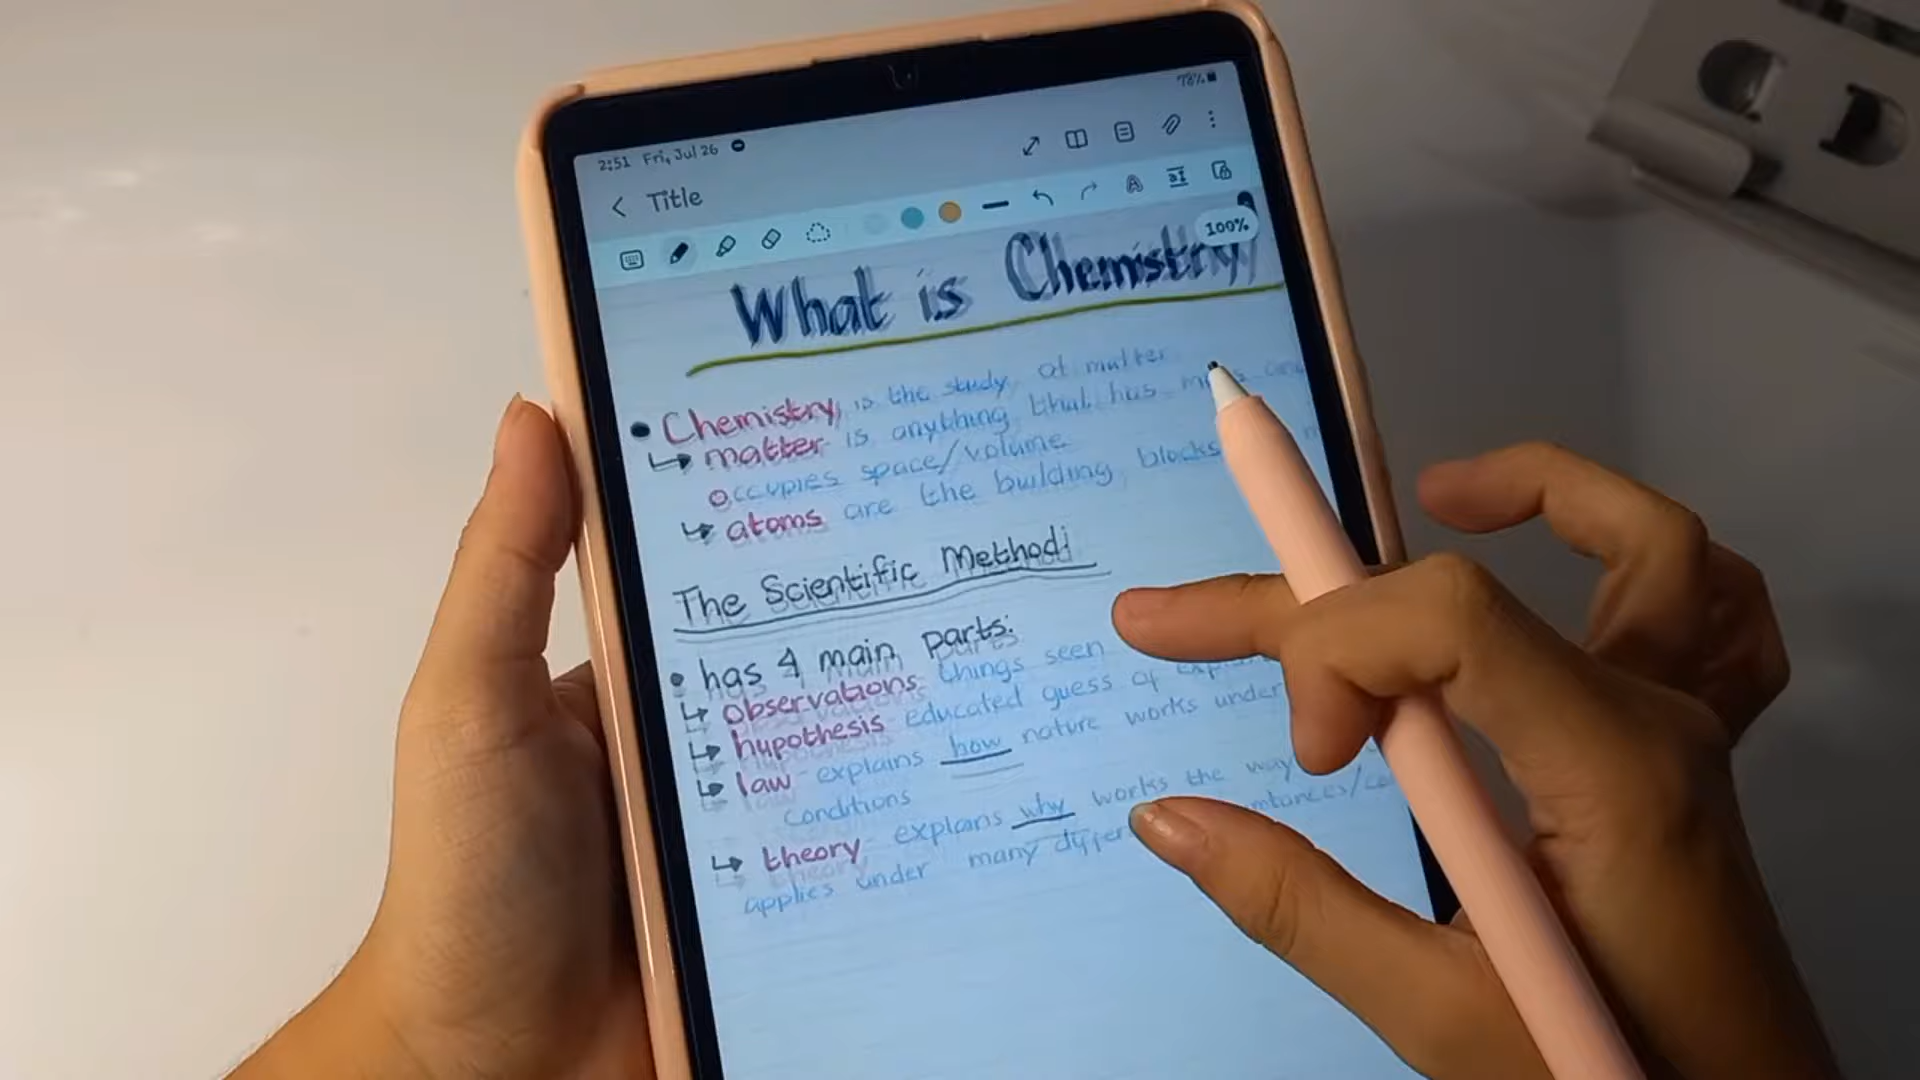 78%
2:51 Fri, Jul 26
Title
100%
What is Chemistry
Chemistry is the study of matter
matter is anything that has mass and
occupies space/volume
atoms are the building blocks
The Scientific Method:
has 4 main parts:
observations things seen
hypothesis educated guess of
law - explains how nature works under
conditions
theory - explains why works the way
applies under many